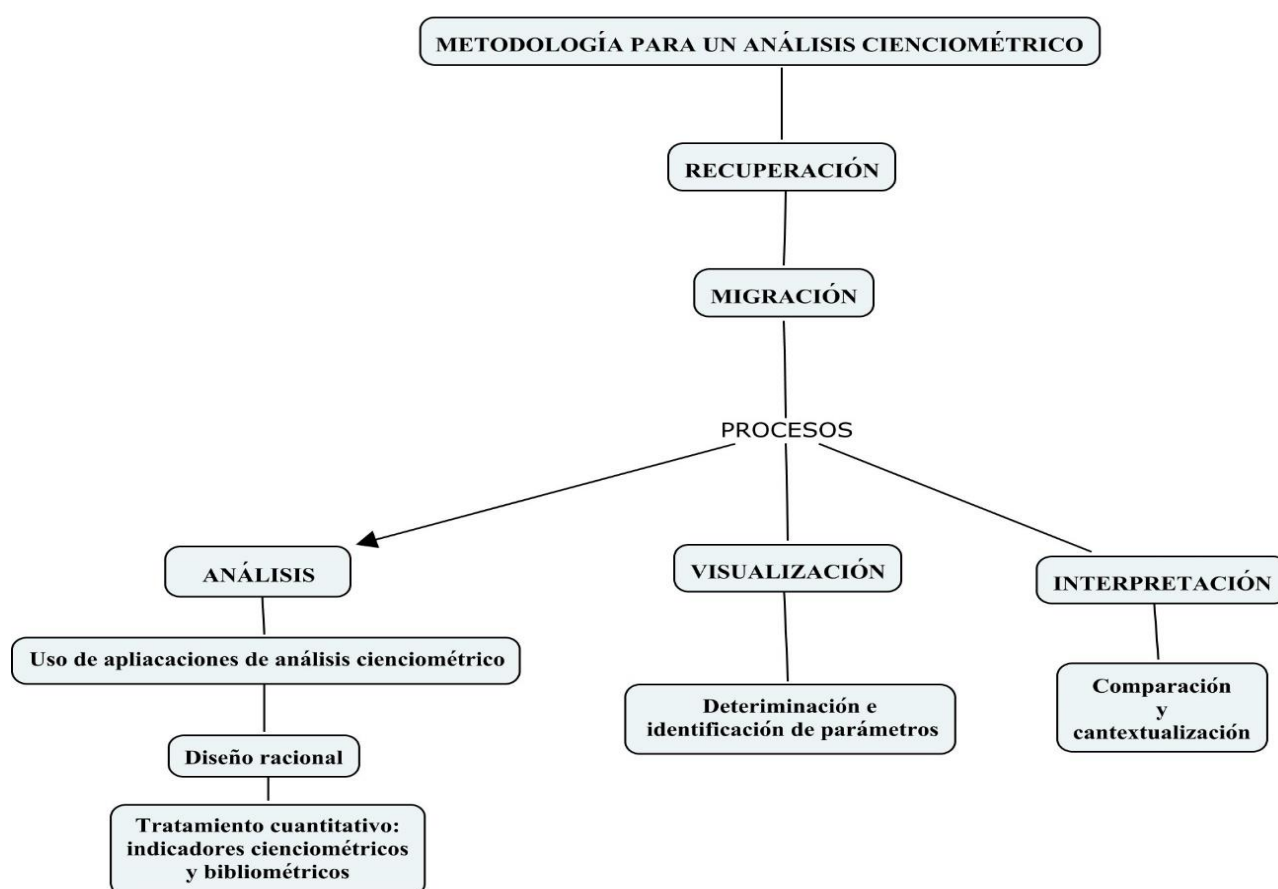 METODOLOGÍA PARA UN ANÁLISIS CIENCIOMÉTRICO
RECUPERACIÓN
MIGRACIÓN
PROCESOS
ANÁLISIS
VISUALIZACIÓN
INTERPRETACIÓN
Uso de apliacaciones de análisis cienciométrico
Diseño racional
Tratamiento cuantitativo:
indicadores cienciométricos
y bibliométricos
Deteriminación e
identificación de parámetros
Comparación
y
cantextualización